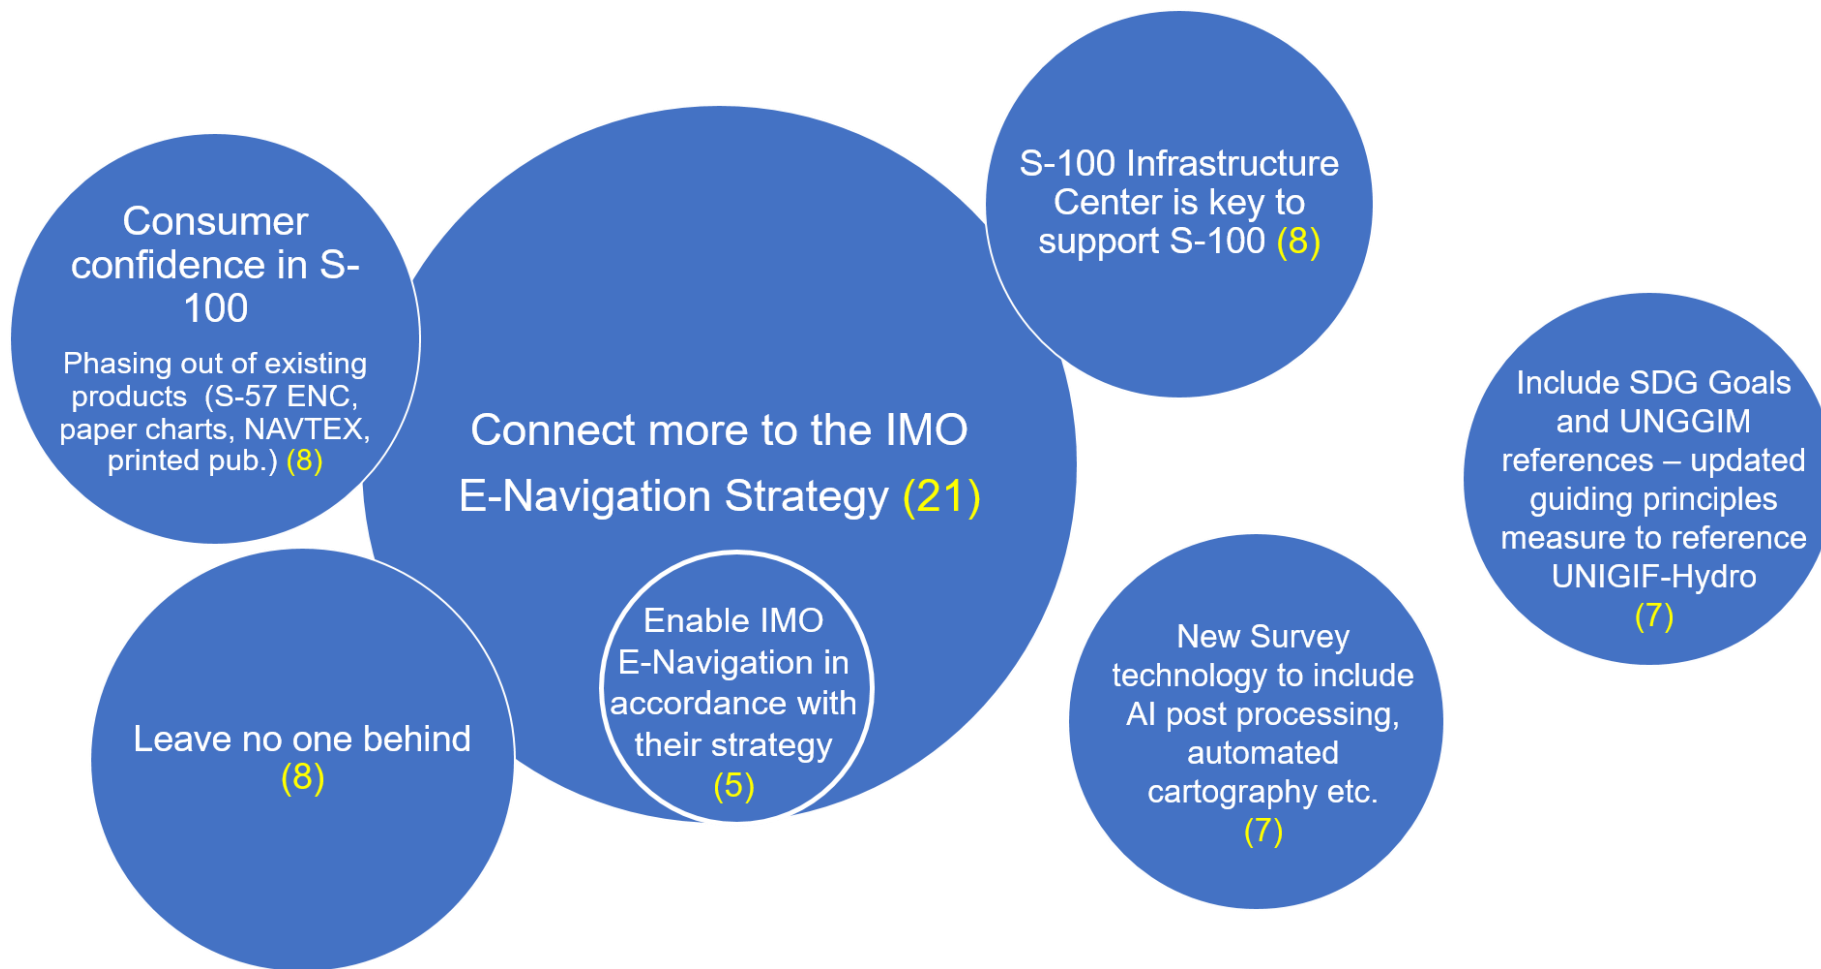 Consumer
confidence in S-
100
Phasing out of existing
products  (S-57 ENC,
paper charts, NAVTEX,
printed pub.) (8)
Connect more to the IMO
E-Navigation Strategy (21)
Enable IMO
E-Navigation in
accordance with
their strategy
(5)
Leave no one behind
(8)
S-100 Infrastructure
Center is key to
support S-100 (8)
New Survey
technology to include
AI post processing,
automated
cartography etc.
(7)
Include SDG Goals
and UNGGIM
references – updated
guiding principles
measure to reference
UNIGIF-Hydro
(7)